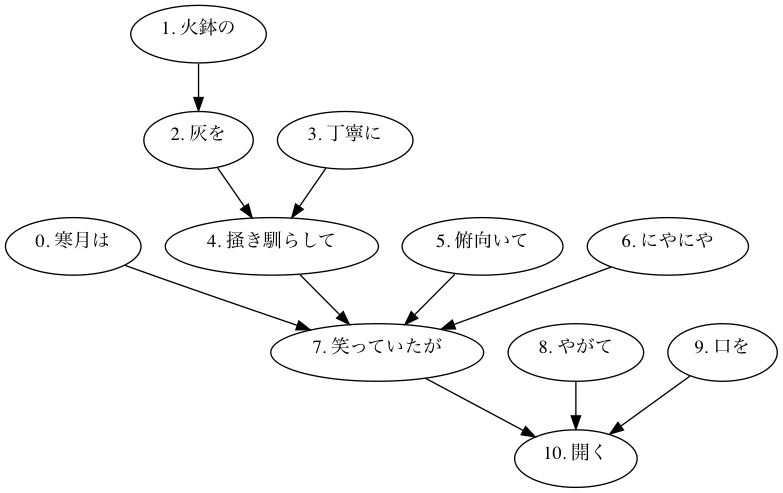 1. 火鉢の
2. 灰を
3. 丁寧に
0. 寒月は
4. 掻き馴らして
5. 俯向いて
6. にやにや
7. 笑っていたが
8. やがて
9. 口を
10. 開く